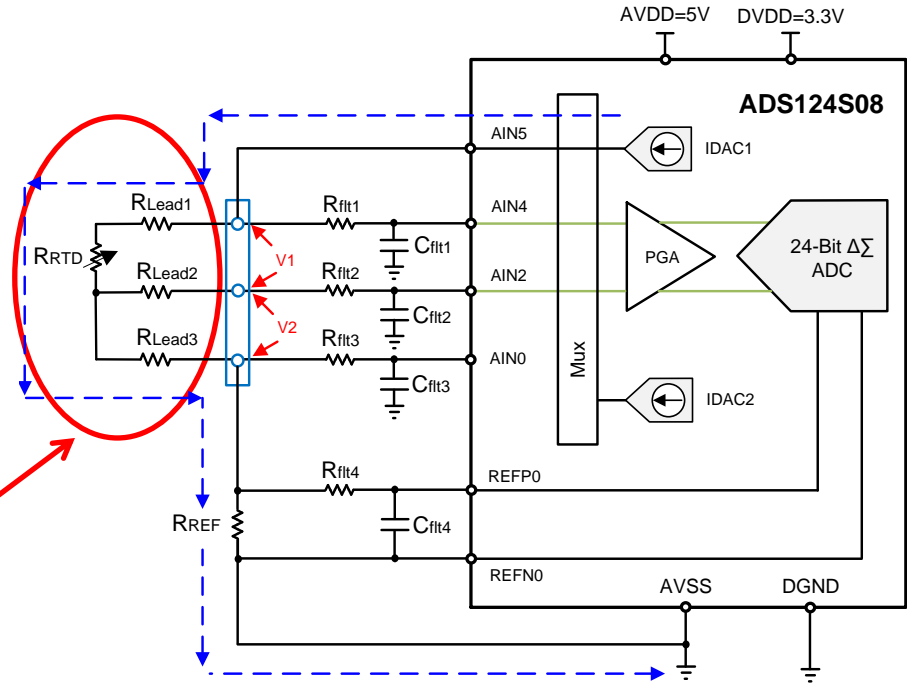 AVDD=5V DVDD=3.3V
ADS124S08
AIN5
IDAC1
RLead1
Rflt1
AIN4
RRTD
Cflt1
V1
PGA
24-Bit ΔΣ
ADC
RLead2
Rflt2
AIN2
Cflt2
V2
RLead3
Rflt3
AIN0
Mux
Cflt3
IDAC2
Rflt4
REFP0
RREF
Cflt4
REFN0
AVSS DGND